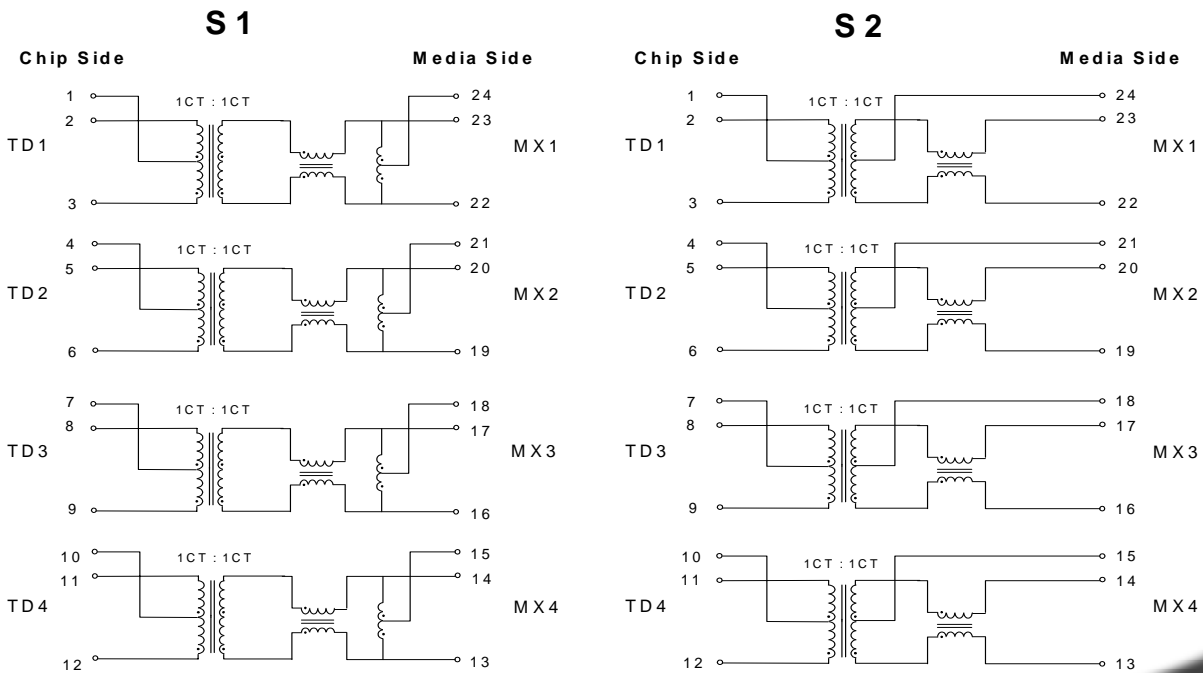 S 1
Chip Side
Media Side
1
1CT : 1CT
24
2
23
TD1
MX1
3
22
4
1CT : 1CT
21
5
20
TD2
MX2
6
19
7
1CT : 1CT
18
8
17
TD3
MX3
9
16
10
1CT : 1CT
15
11
14
TD4
MX4
12
13
S 2
Chip Side
Media Side
1
1CT : 1CT
24
2
23
TD1
MX1
3
22
4
1CT : 1CT
21
5
20
TD2
MX2
6
19
7
1CT : 1CT
18
8
17
TD3
MX3
9
16
10
1CT : 1CT
15
11
14
TD4
MX4
12
13